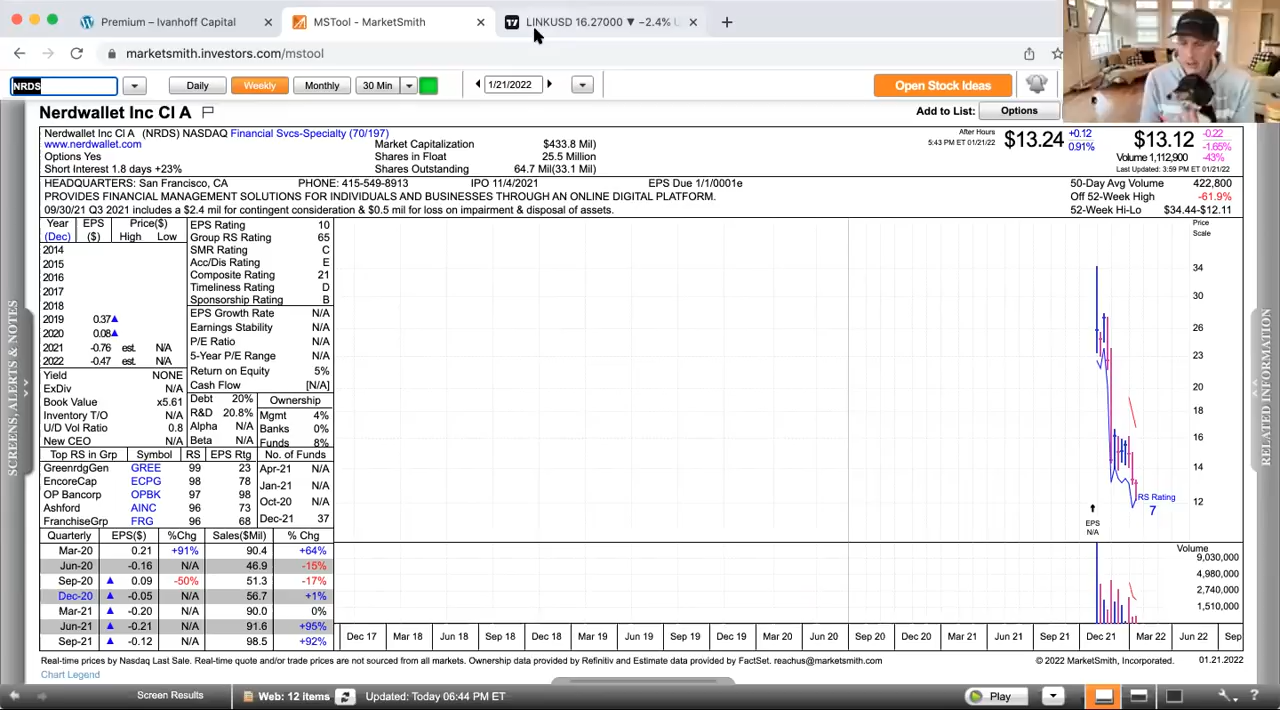 Premium – Ivanhoff Capital
MSTool - MarketSmith
LINKUSD 16.27000 ▼ −2.4%
marketsmith.investors.com/mstool
NRDS
Daily
Weekly
Monthly
30 Min
1/21/2022
Open Stock Ideas
Nerdwallet Inc Cl A
Add to List:
Options
Nerdwallet Inc Cl A (NRDS) NASDAQ Financial Svcs-Specialty (70/197)
www.nerdwallet.com
Options Yes
Short Interest 1.8 days +23%
Market Capitalization $433.8 Mil)
Shares in Float 25.5 Million
Shares Outstanding 64.7 Mil(33.1 Mil)
After Hours
5:43 PM ET 01/21/22
$13.24 +0.12
0.91%
$13.12 -0.22
-1.65%
Volume 1,112,900 -43%
Last Updated: 3:59 PM ET 01/21/22
HEADQUARTERS: San Francisco, CA PHONE: 415-549-8913 IPO 11/4/2021 EPS Due 1/1/0001e
PROVIDES FINANCIAL MANAGEMENT SOLUTIONS FOR INDIVIDUALS AND BUSINESSES THROUGH AN ONLINE DIGITAL PLATFORM.
09/30/21 Q3 2021 includes a $2.4 mil for contingent consideration & $0.5 mil for loss on impairment & disposal of assets.
50-Day Avg Volume 422,800
Off 52-Week High -61.9%
52-Week Hi-Lo $34.44-$12.11
Year EPS Price($)
(Dec) ($) High Low
2014
2015
2016
2017
2018
2019 0.37
2020 0.08
2021 -0.76 est. N/A
2022 -0.47 est. N/A
Yield NONE
ExDiv N/A
Book Value x5.61
Inventory T/O N/A
U/D Vol Ratio 0.8
New CEO N/A
EPS Rating 10
Group RS Rating 65
SMR Rating C
Acc/Dis Rating E
Composite Rating 21
Timeliness Rating D
Sponsorship Rating B
EPS Growth Rate N/A
Earnings Stability N/A
P/E Ratio N/A
5-Year P/E Range N/A
Return on Equity 5%
Cash Flow [N/A]
Debt 20%
R&D 20.8%
Alpha N/A
Beta N/A
Ownership
Mgmt 4%
Banks 0%
Funds 8%
Top RS in Grp Symbol RS EPS Rtg
GreenrdgGen GREE 99 23
EncoreCap ECPG 98 78
OP Bancorp OPBK 97 98
Ashford AINC 96 73
FranchiseGrp FRG 96 68
No. of Funds
Apr-21 N/A
Jan-21 N/A
Oct-20 N/A
Dec-21 37
Quarterly EPS($) %Chg Sales($Mil) % Chg
Mar-20 0.21 +91% 90.4 +64%
Jun-20 -0.16 N/A 46.9 -15%
Sep-20 0.09 -50% 51.3 -17%
Dec-20 -0.05 N/A 56.7 +1%
Mar-21 -0.20 N/A 90.0 0%
Jun-21 -0.21 N/A 91.6 +95%
Sep-21 -0.12 N/A 98.5 +92%
Price
Scale
34
30
26
23
20
18
16
14
12
RS Rating
7
EPS
N/A
Volume
9,030,000
4,980,000
2,740,000
1,510,000
Dec 17 Mar 18 Jun 18 Sep 18 Dec 18 Mar 19 Jun 19 Sep 19 Dec 19 Mar 20 Jun 20 Sep 20 Dec 20 Mar 21 Jun 21 Sep 21 Dec 21 Mar 22 Jun 22 Sep
Real-time prices by Nasdaq Last Sale. Real-time quote and/or trade prices are not sourced from all markets. Ownership data provided by Refinitiv and Estimate data provided by FactSet. reachus@marketsmith.com
© 2022 MarketSmith, Incorporated. 01.21.2022
Chart Legend
SCREENS, ALERTS & NOTES
RELATED INFORMATION
Screen Results
Web: 12 items
Updated: Today 06:44 PM ET
Play
?